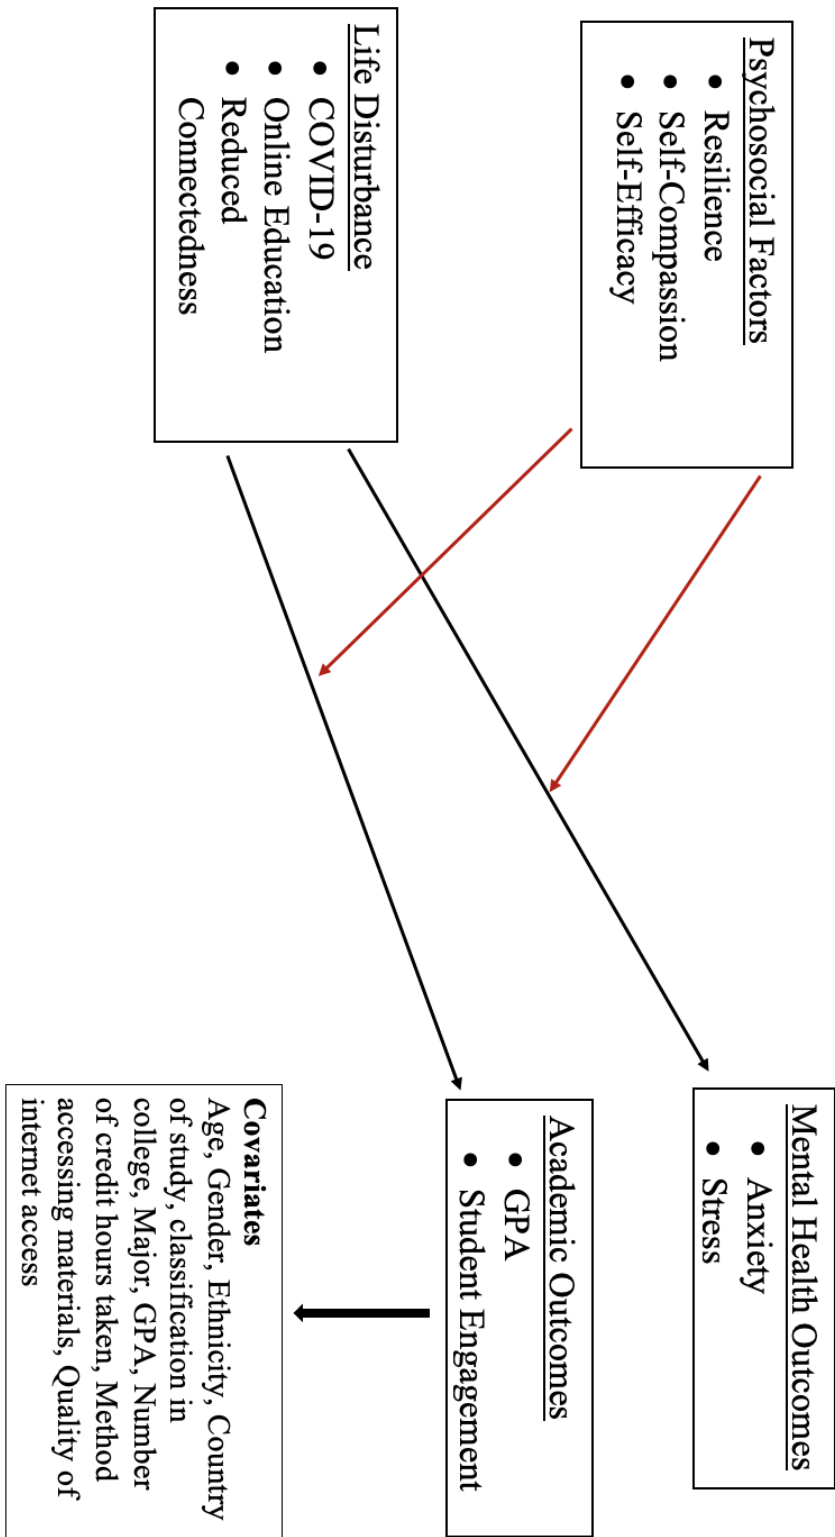 Psychosocial Factors
• Resilience
• Self-Compassion
• Self-Efficacy
Life Disturbance
• COVID-19
• Online Education
• Reduced
Connectedness
Mental Health Outcomes
• Anxiety
• Stress
Academic Outcomes
• GPA
• Student Engagement
Covariates
Age, Gender, Ethnicity, Country
of study, classification in
college, Major, GPA, Number
of credit hours taken, Method
accessing materials, Quality of
internet access